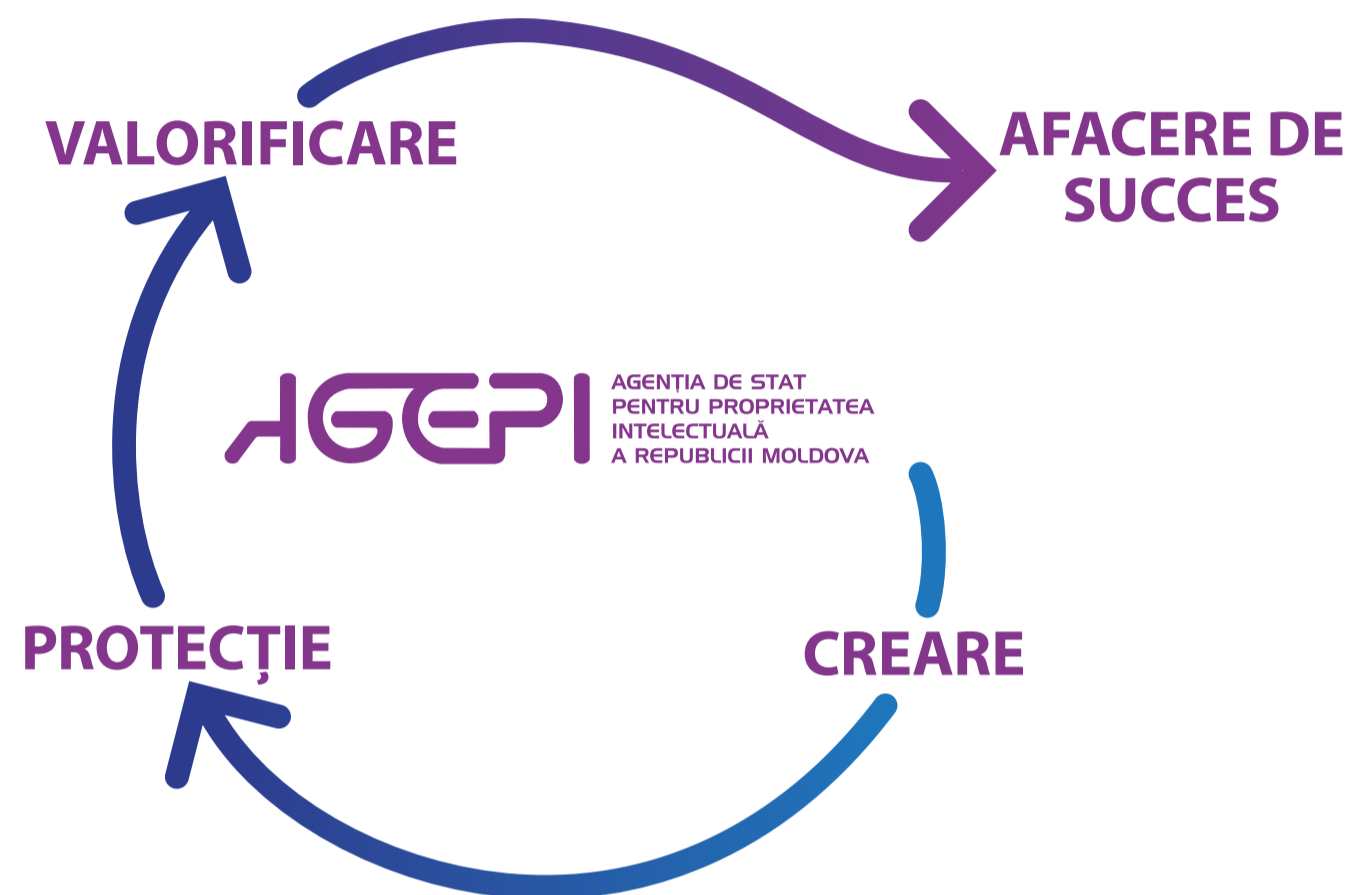 VALORIFICARE
AFACERE DE
SUCCES
AGEPI
AGENȚIA DE STAT
PENTRU PROPRIETATEA
INTELECTUALĂ
A REPUBLICII MOLDOVA
PROTECȚIE
CREARE